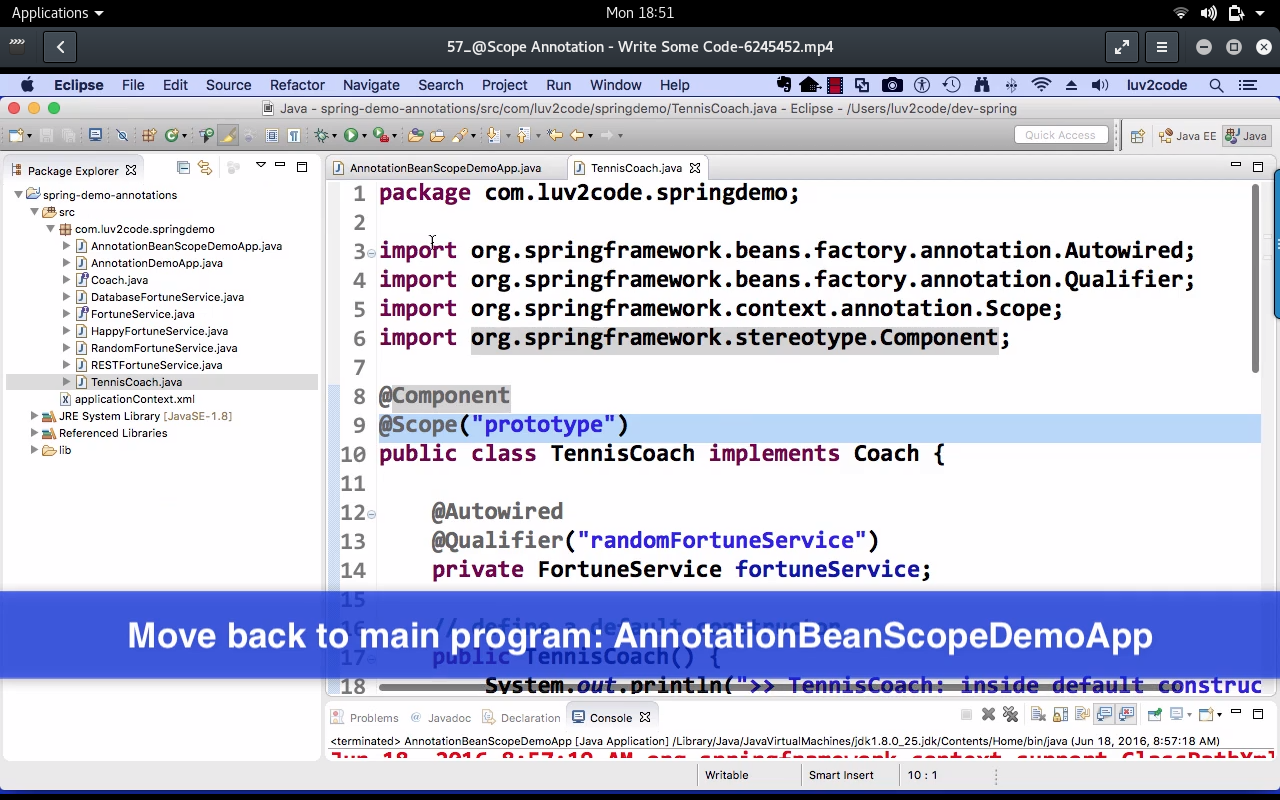 Applications
Mon 18:51
57_@Scope Annotation - Write Some Code-6245452.mp4
Eclipse File Edit Source Refactor Navigate Search Project Run Window Help luv2code
Java - spring-demo-annotations/src/com/luv2code/springdemo/TennisCoach.java - Eclipse - /Users/luv2code/dev-spring
Quick Access Java EE Java
Package Explorer
spring-demo-annotations
src
com.luv2code.springdemo
AnnotationBeanScopeDemoApp.java
AnnotationDemoApp.java
Coach.java
DatabaseFortuneService.java
FortuneService.java
HappyFortuneService.java
RandomFortuneService.java
RESTFortuneService.java
TennisCoach.java
applicationContext.xml
JRE System Library [JavaSE-1.8]
Referenced Libraries
lib
AnnotationBeanScopeDemoApp.java TennisCoach.java
1 package com.luv2code.springdemo;
2
3 import org.springframework.beans.factory.annotation.Autowired;
4 import org.springframework.beans.factory.annotation.Qualifier;
5 import org.springframework.context.annotation.Scope;
6 import org.springframework.stereotype.Component;
7
8 @Component
9 @Scope("prototype")
10 public class TennisCoach implements Coach {
11
12 @Autowired
13 @Qualifier("randomFortuneService")
14 private FortuneService fortuneService;
15
16 // define a default
Move back to main program: AnnotationBeanScopeDemoApp
17 public TennisCoach() {
18 System.out.println(">> TennisCoach: inside default construc
Problems Javadoc Declaration Console
<terminated> AnnotationBeanScopeDemoApp [Java Application] /Library/Java/JavaVirtualMachines/jdk1.8.0_25.jdk/Contents/Home/bin/java (Jun 18, 2016, 8:57:18 AM)
Writable Smart Insert 10 : 1